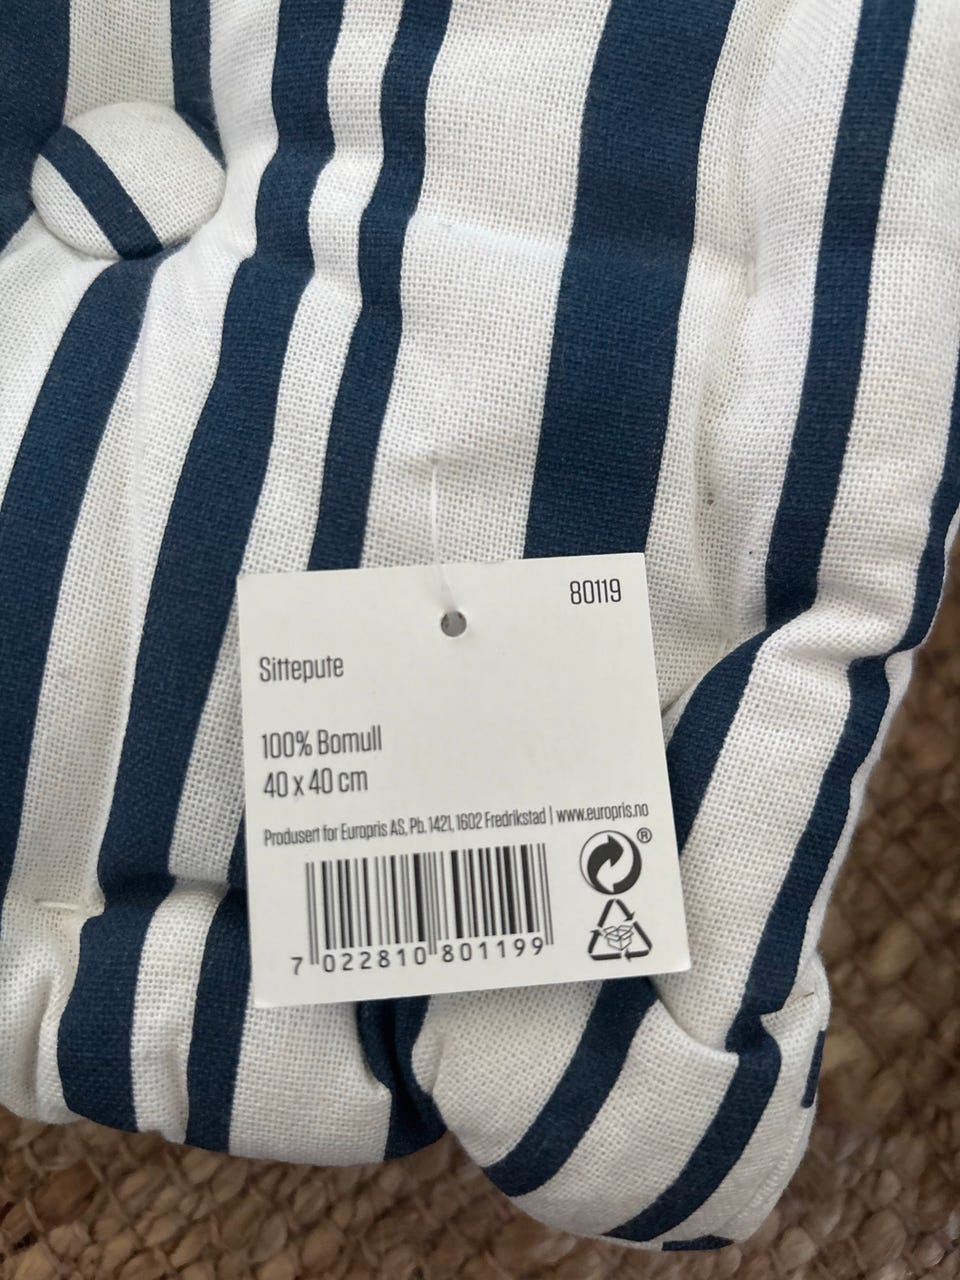 80119
Sittepute
100% Bomull
40 x 40 cm
Produsert for Europris AS, Pb. 1421, 1602 Fredrikstad | www.europris.no
®
7 022810 801199